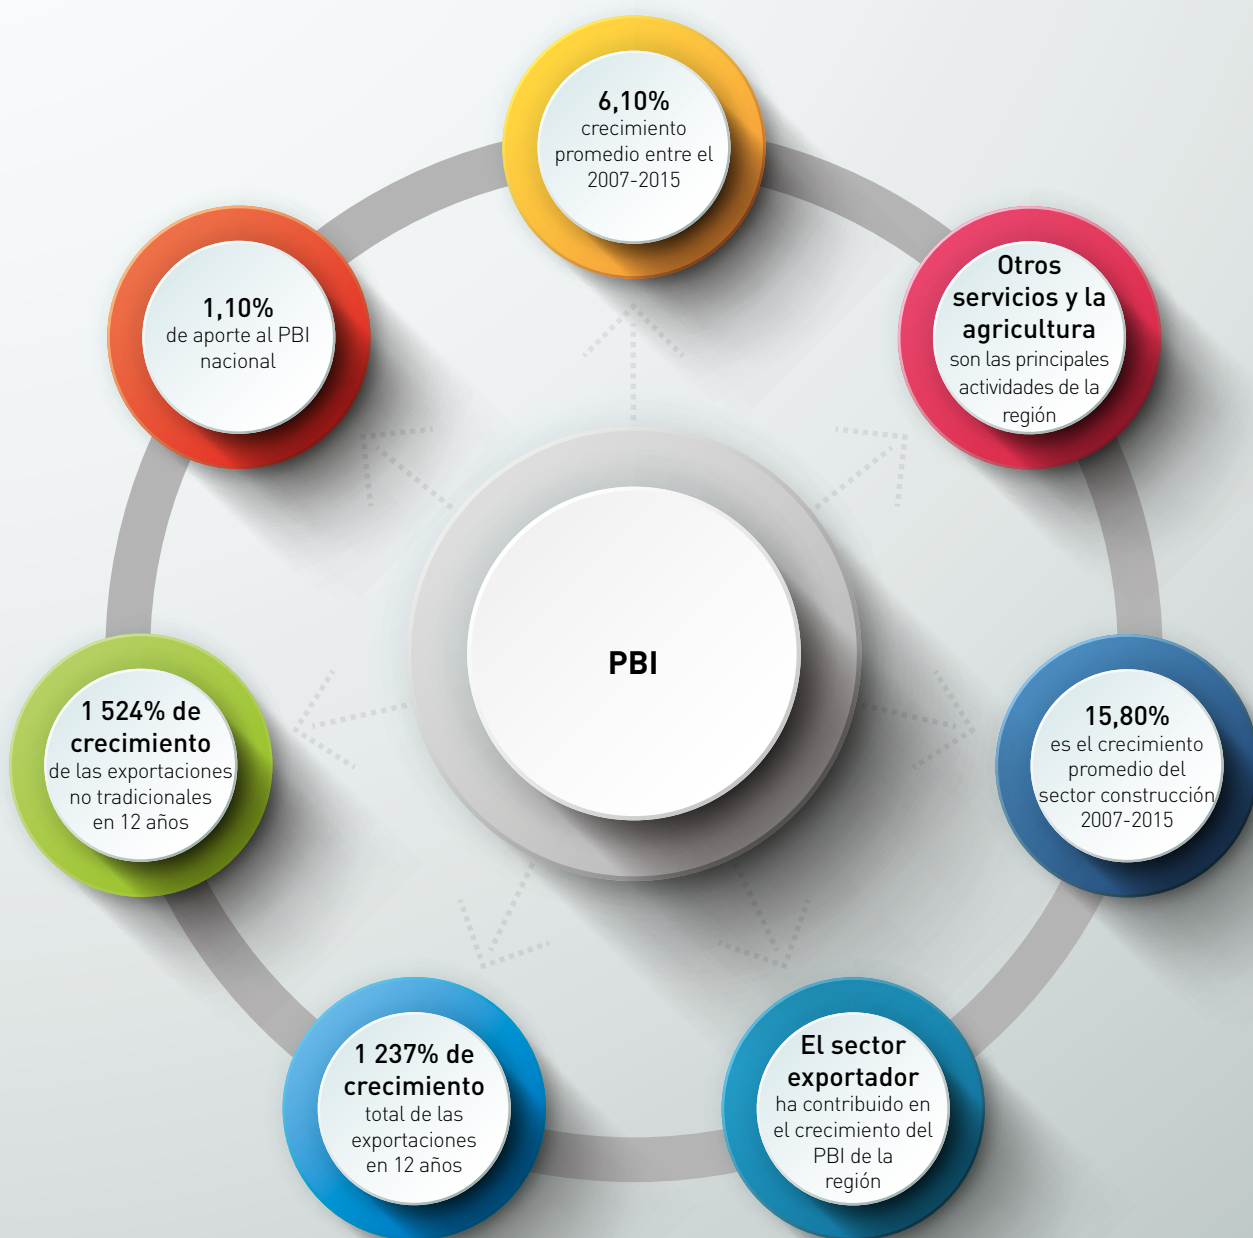 6,10%
crecimiento
promedio entre el
2007-2015
Otros
servicios y la
agricultura
son las principales
actividades de la
región
15,80%
es el crecimiento
promedio del
sector construcción
2007-2015
El sector
exportador
ha contribuido en
el crecimiento del
PBI de la
región
1 237% de
crecimiento
total de las
exportaciones
en 12 años
1 524% de
crecimiento
de las exportaciones
no tradicionales
en 12 años
1,10%
de aporte al PBI
nacional
PBI